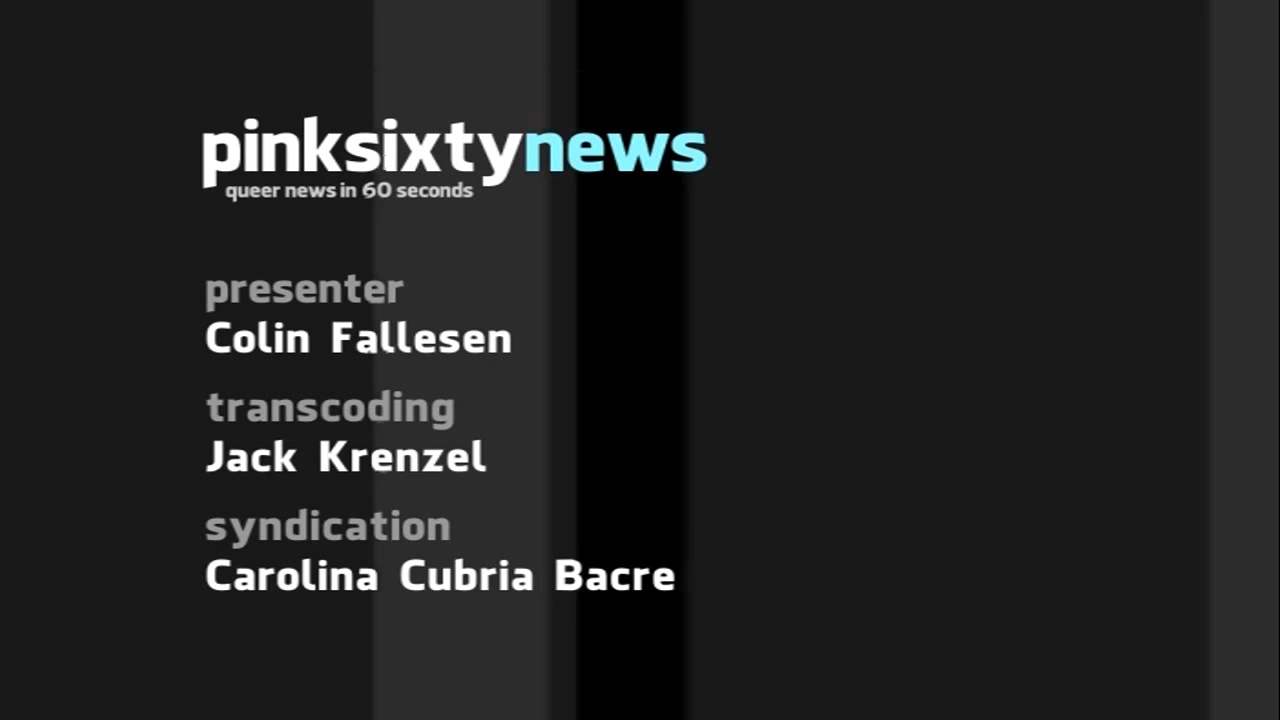 pinksixtynews
queer news in 60 seconds
presenter
Colin Fallesen
transcoding
Jack Krenzel
syndication
Carolina Cubria Bacre